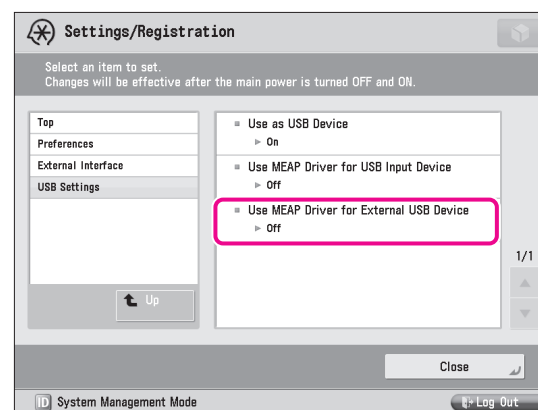 Settings/Registration
Select an item to set.
Changes will be effective after the main power is turned OFF and ON.
Top
Preferences
External Interface
USB Settings
Up
Use as USB Device
On
Use MEAP Driver for USB Input Device
Off
Use MEAP Driver for External USB Device
Off
1/1
Close
ID System Management Mode
Log Out